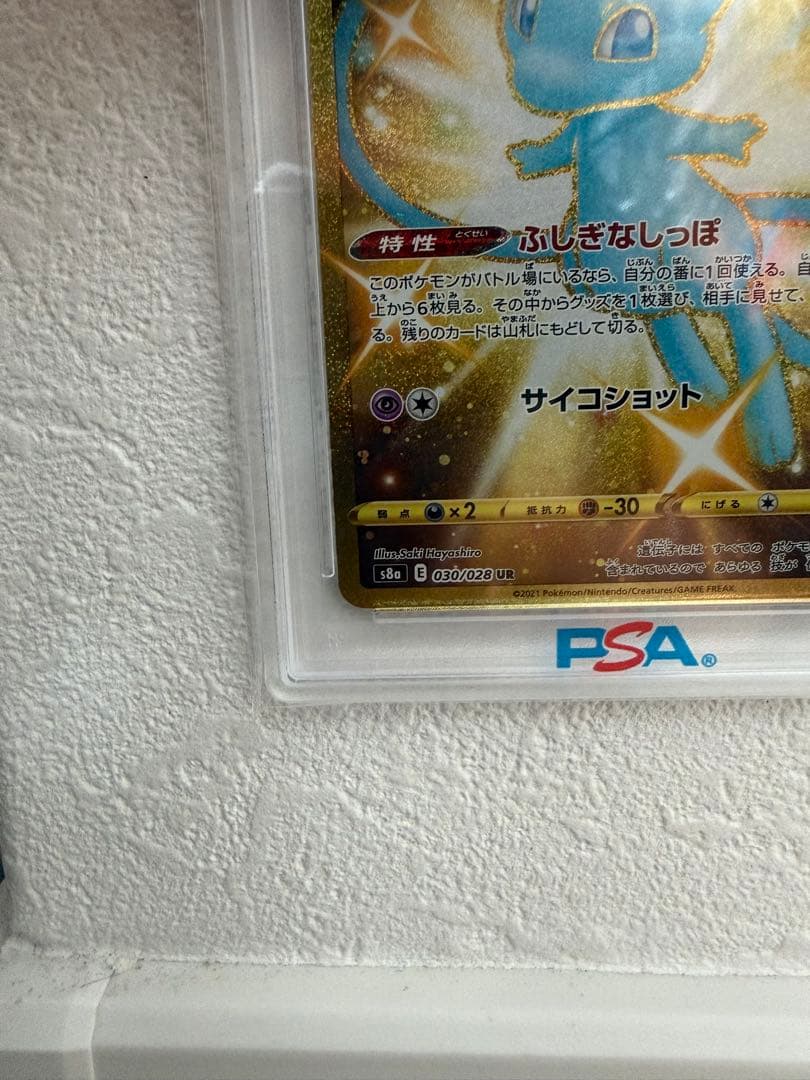 特性 とくせい ふしぎなしっぽ
このポケモンがバトル場にいるなら、自分の番に1回使える。自
上から6枚見る。その中からグッズを1枚選び、相手に見せて、
る。残りのカードは山札にもどして切る。
サイコショット
弱点 ×2 抵抗力 -30 にげる
Illus.Saki Hayashiro
遺伝子には すべての ポケモ
s8a E 030/028 UR
含まれているので あらゆる 技が
©2021 Pokémon/Nintendo/Creatures/GAME FREAK
PSA®